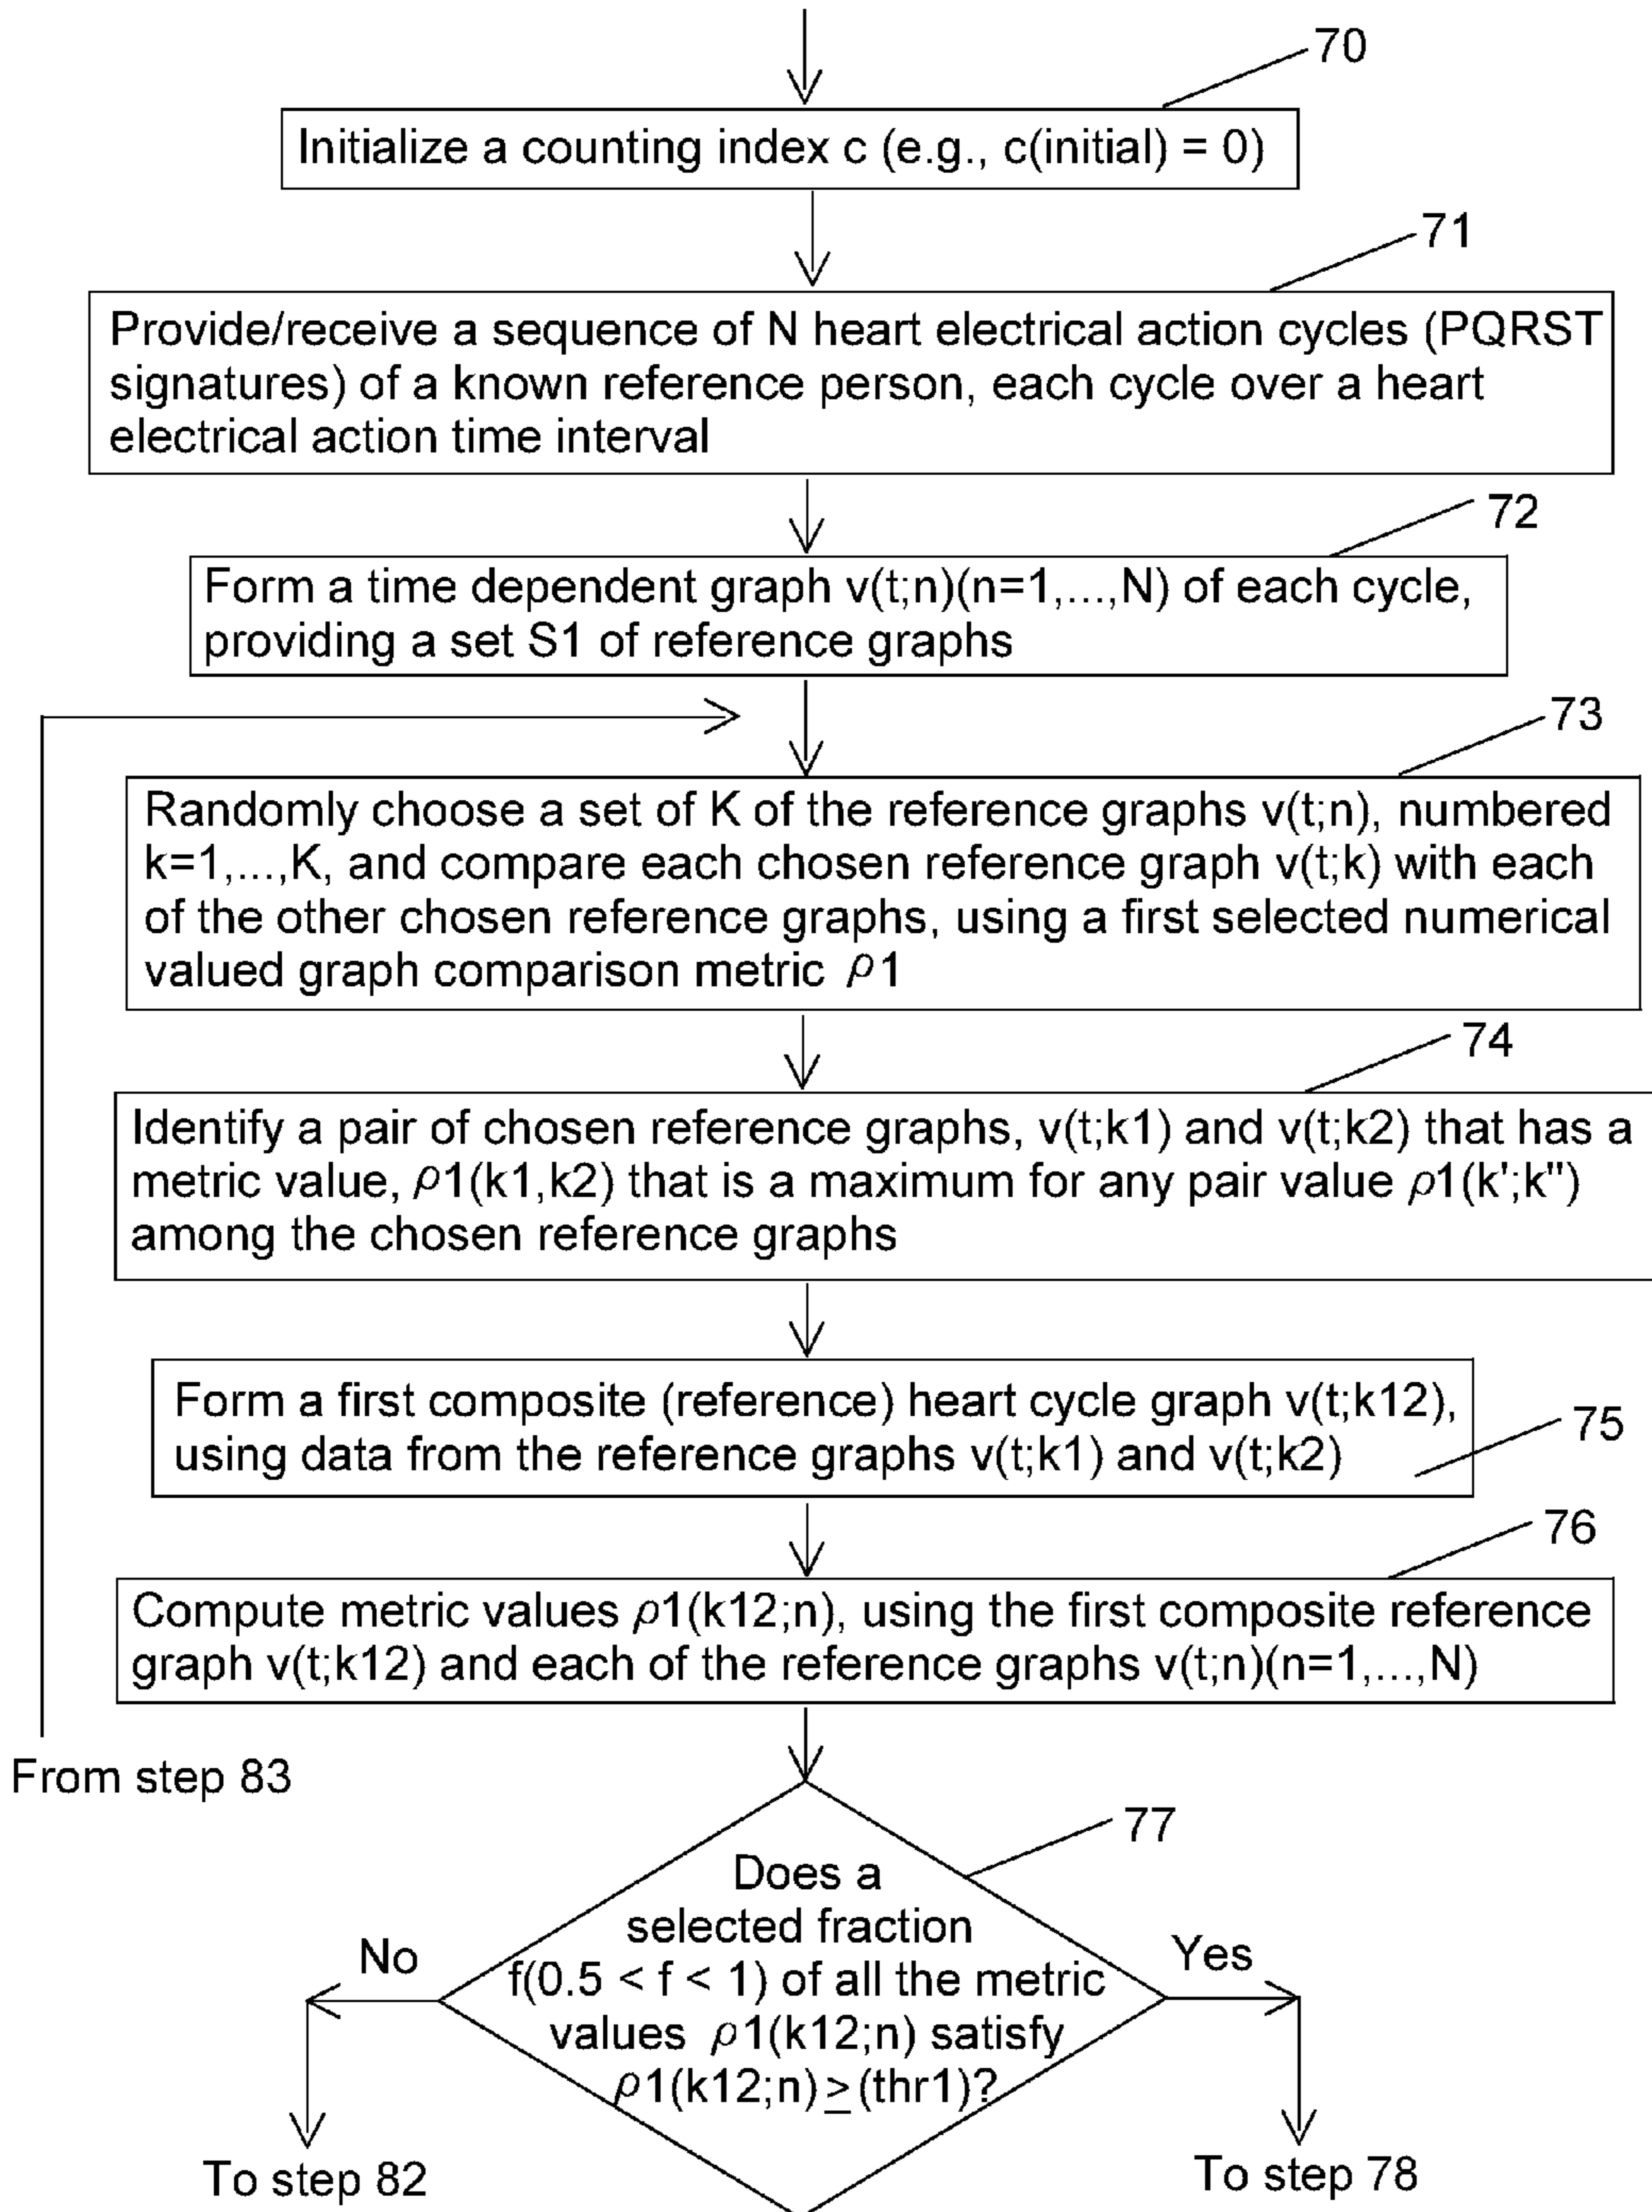 70
Initialize a counting index c (e.g., c(initial) = 0)
71
Provide/receive a sequence of N heart electrical action cycles (PQRST
signatures) of a known reference person, each cycle over a heart
electrical action time interval
72
Form a time dependent graph v(t;n)(n=1,...,N) of each cycle,
providing a set S1 of reference graphs
73
Randomly choose a set of K of the reference graphs v(t;n), numbered
k=1,...,K, and compare each chosen reference graph v(t;k) with each
of the other chosen reference graphs, using a first selected numerical
valued graph comparison metric ρ1
74
Identify a pair of chosen reference graphs, v(t;k1) and v(t;k2) that has a
metric value, ρ1(k1,k2) that is a maximum for any pair value ρ1(k';k'')
among the chosen reference graphs
Form a first composite (reference) heart cycle graph v(t;k12),
using data from the reference graphs v(t;k1) and v(t;k2)
75
76
Compute metric values ρ1(k12;n), using the first composite reference
graph v(t;k12) and each of the reference graphs v(t;n)(n=1,...,N)
From step 83
77
Does a
selected fraction
f(0.5 < f < 1) of all the metric
values ρ1(k12;n) satisfy
ρ1(k12;n) ≥ (thr1)?
No
Yes
To step 82
To step 78